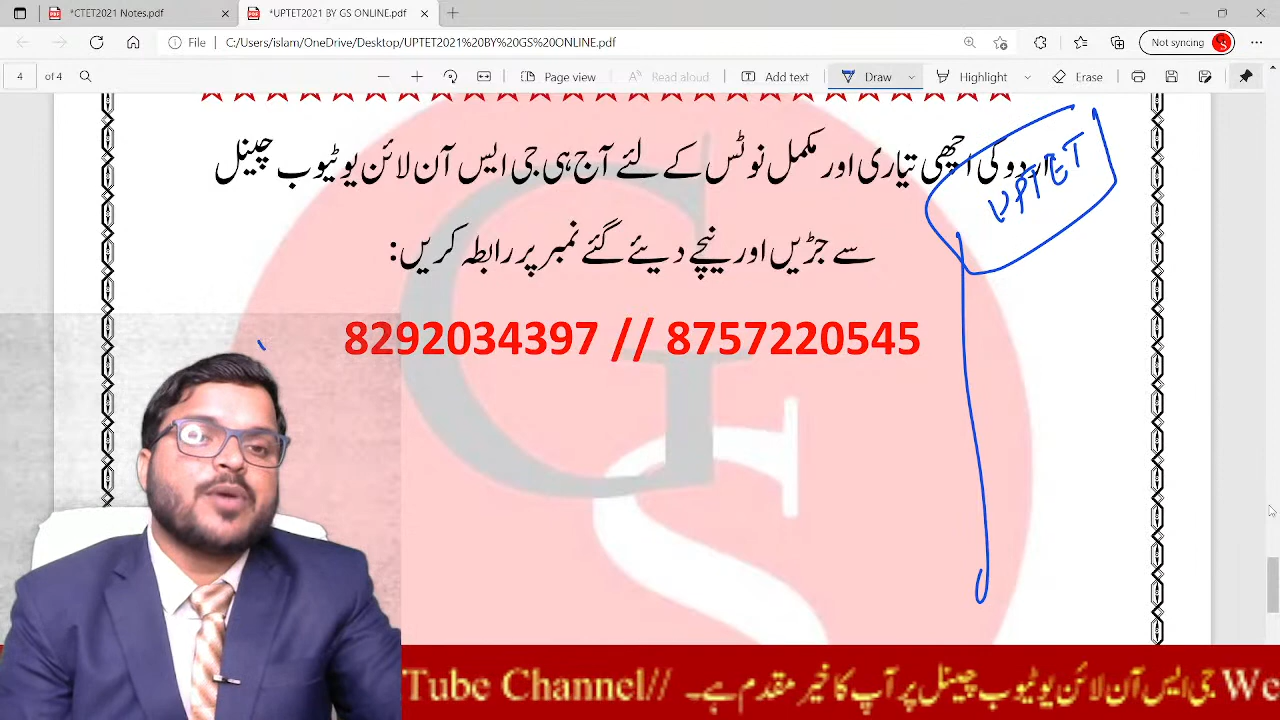 *CTET2021 Notes.pdf
*UPTET2021 BY GS ONLINE.pdf
File C:/Users/islam/OneDrive/Desktop/UPTET2021%20BY%20GS%20ONLINE.pdf
Not syncing
4 of 4
Page view
Read aloud
Add text
Draw
Highlight
Erase
اردو کی اچھی تیاری اور مکمل نوٹس کے لئے آج ہی جی ایس آن لائن یوٹیوب چینل
UPTET
سے جڑیں اور نیچے دیئے گئے نمبر پر رابطہ کریں:
8292034397 // 8757220545
GS
Tube Channel// جی ایس آن لائن یوٹیوب چینل پر آپ کا خیر مقدم ہے۔ We